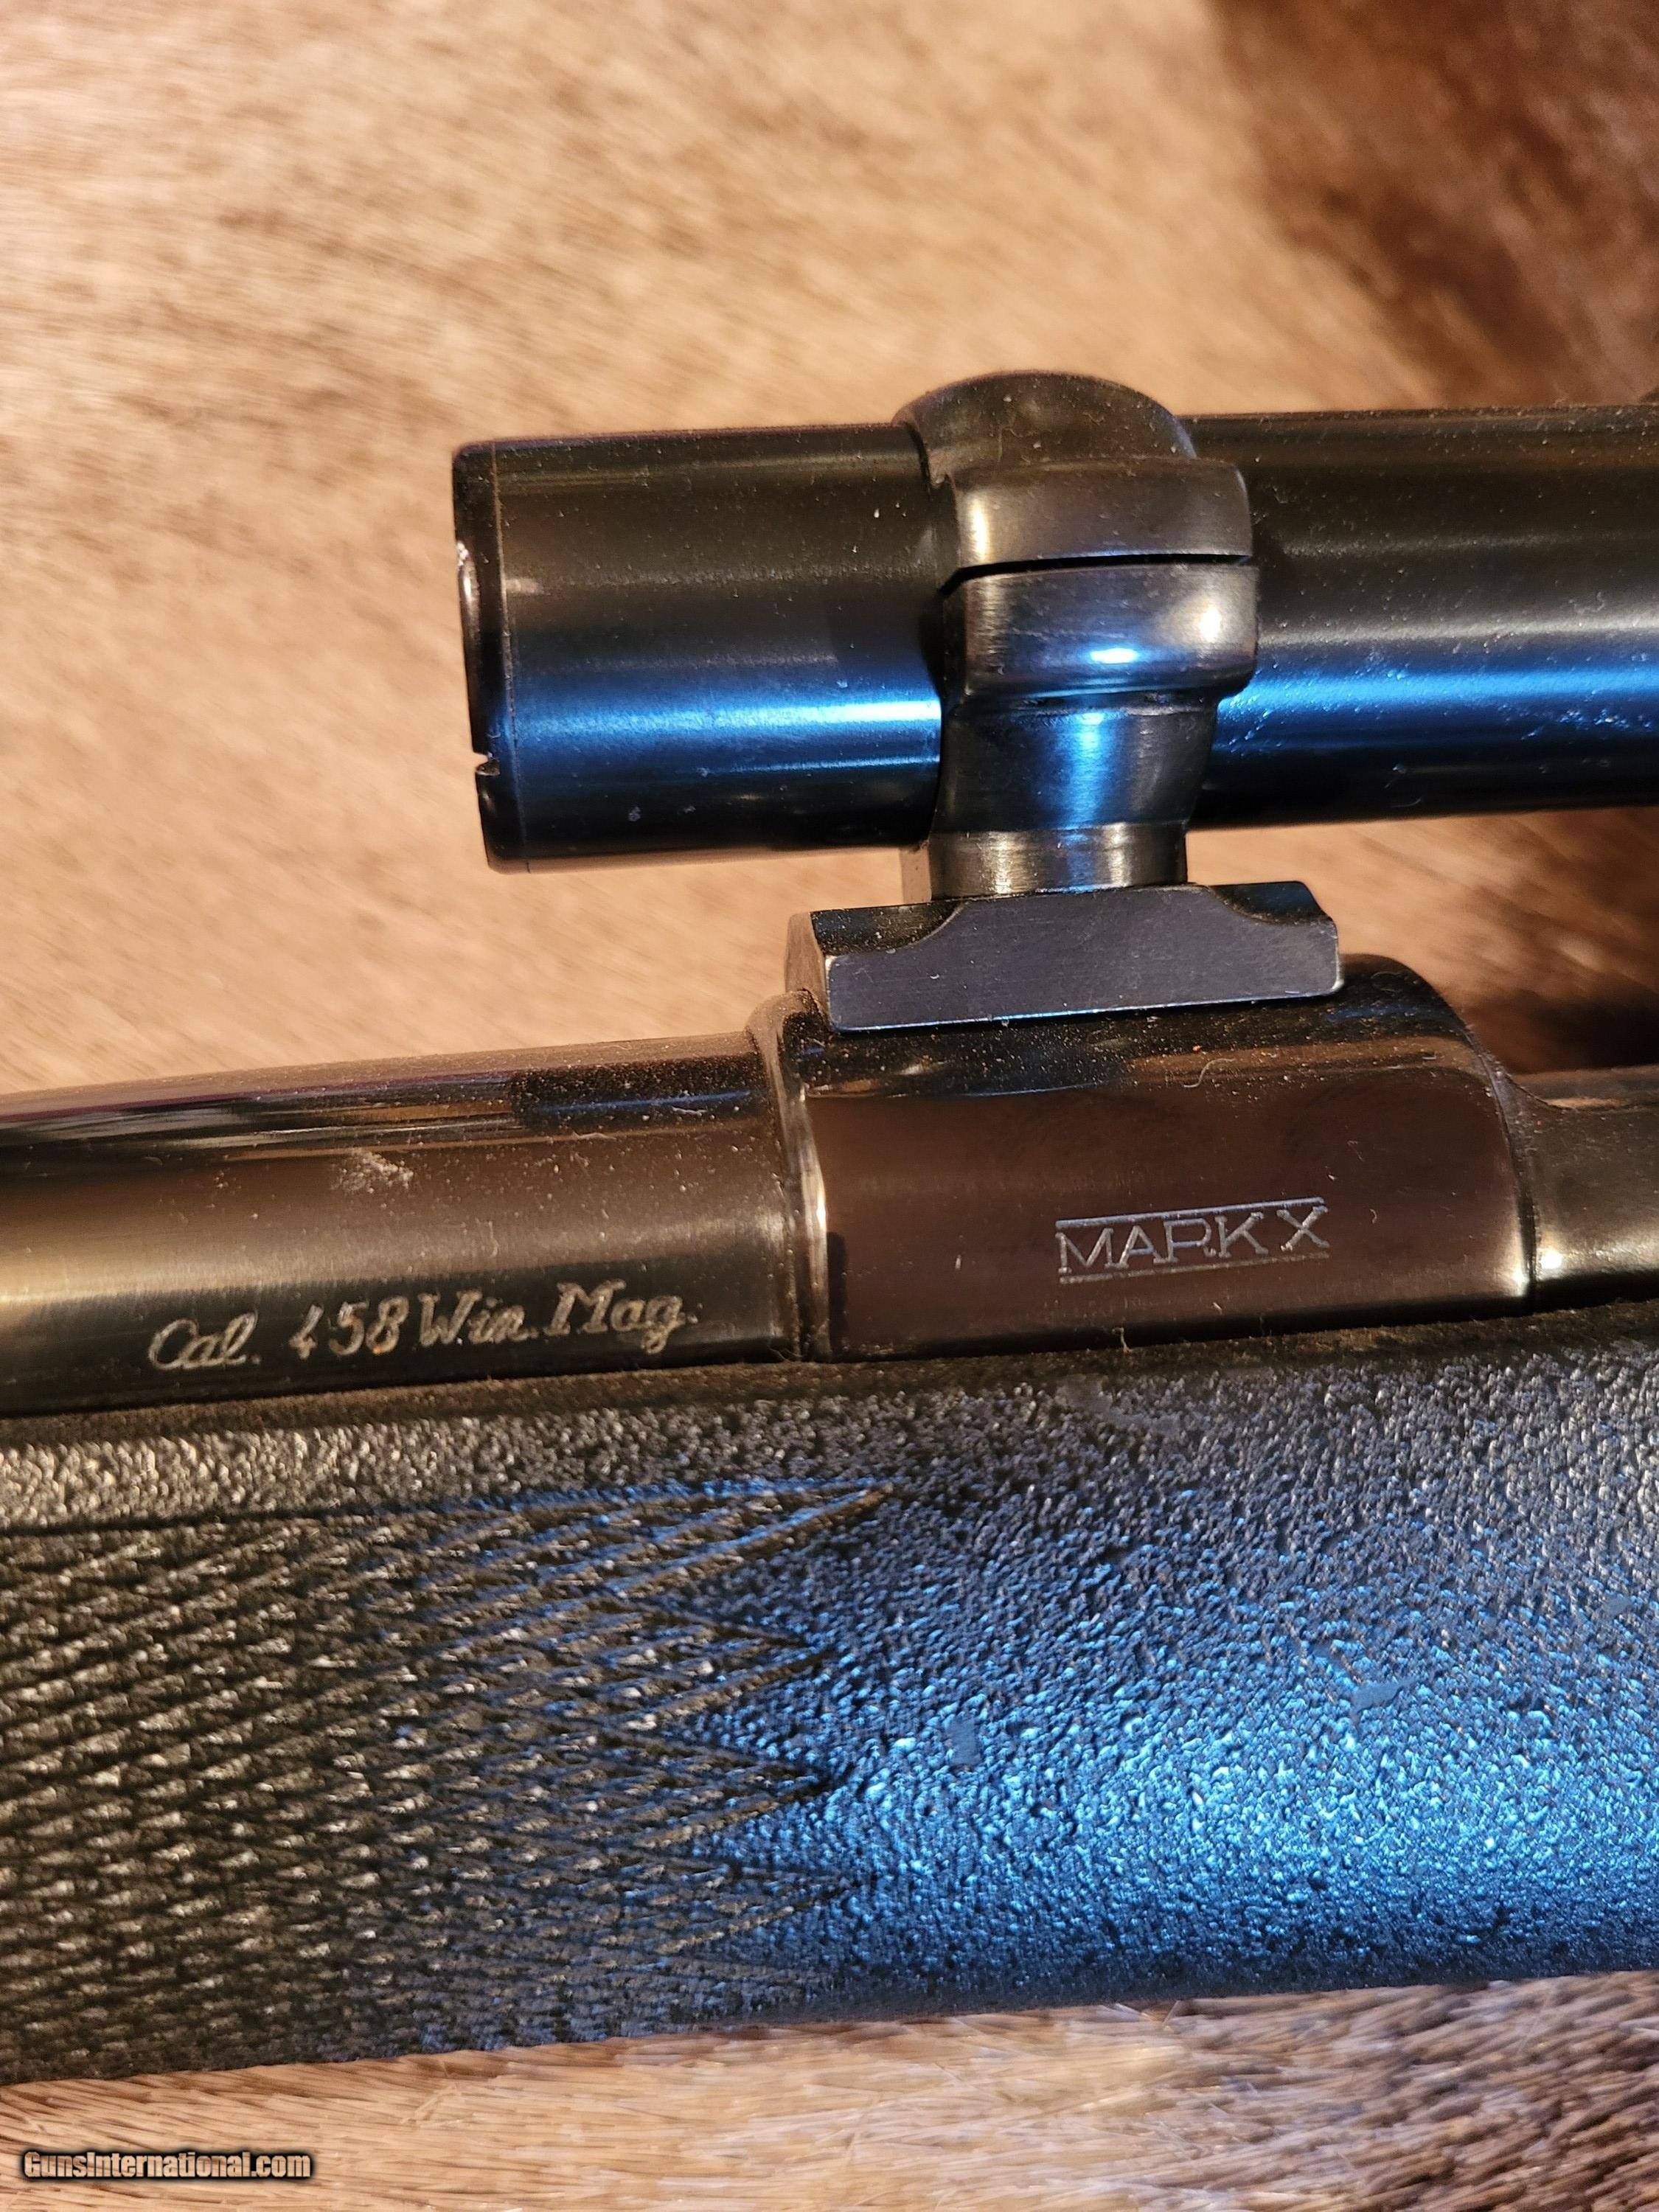 MARK X
Cal. 458 Win. Mag.
GunsInternational.com